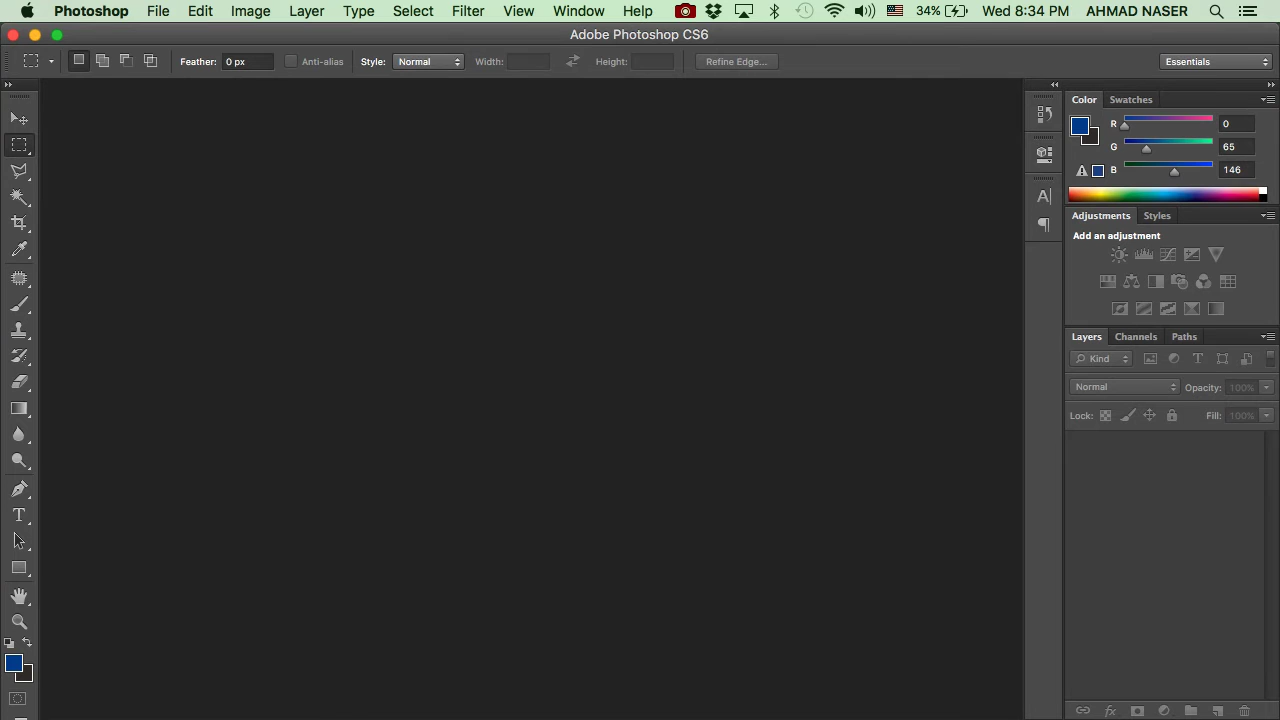 Photoshop File Edit Image Layer Type Select Filter View Window Help 34% Wed 8:34 PM AHMAD NASER
Adobe Photoshop CS6
Feather: 0 px Anti-alias Style: Normal Width: Height: Refine Edge... Essentials
Color Swatches
R 0
G 65
B 146
Adjustments Styles
Add an adjustment
Layers Channels Paths
Kind
Normal Opacity: 100%
Lock: Fill: 100%